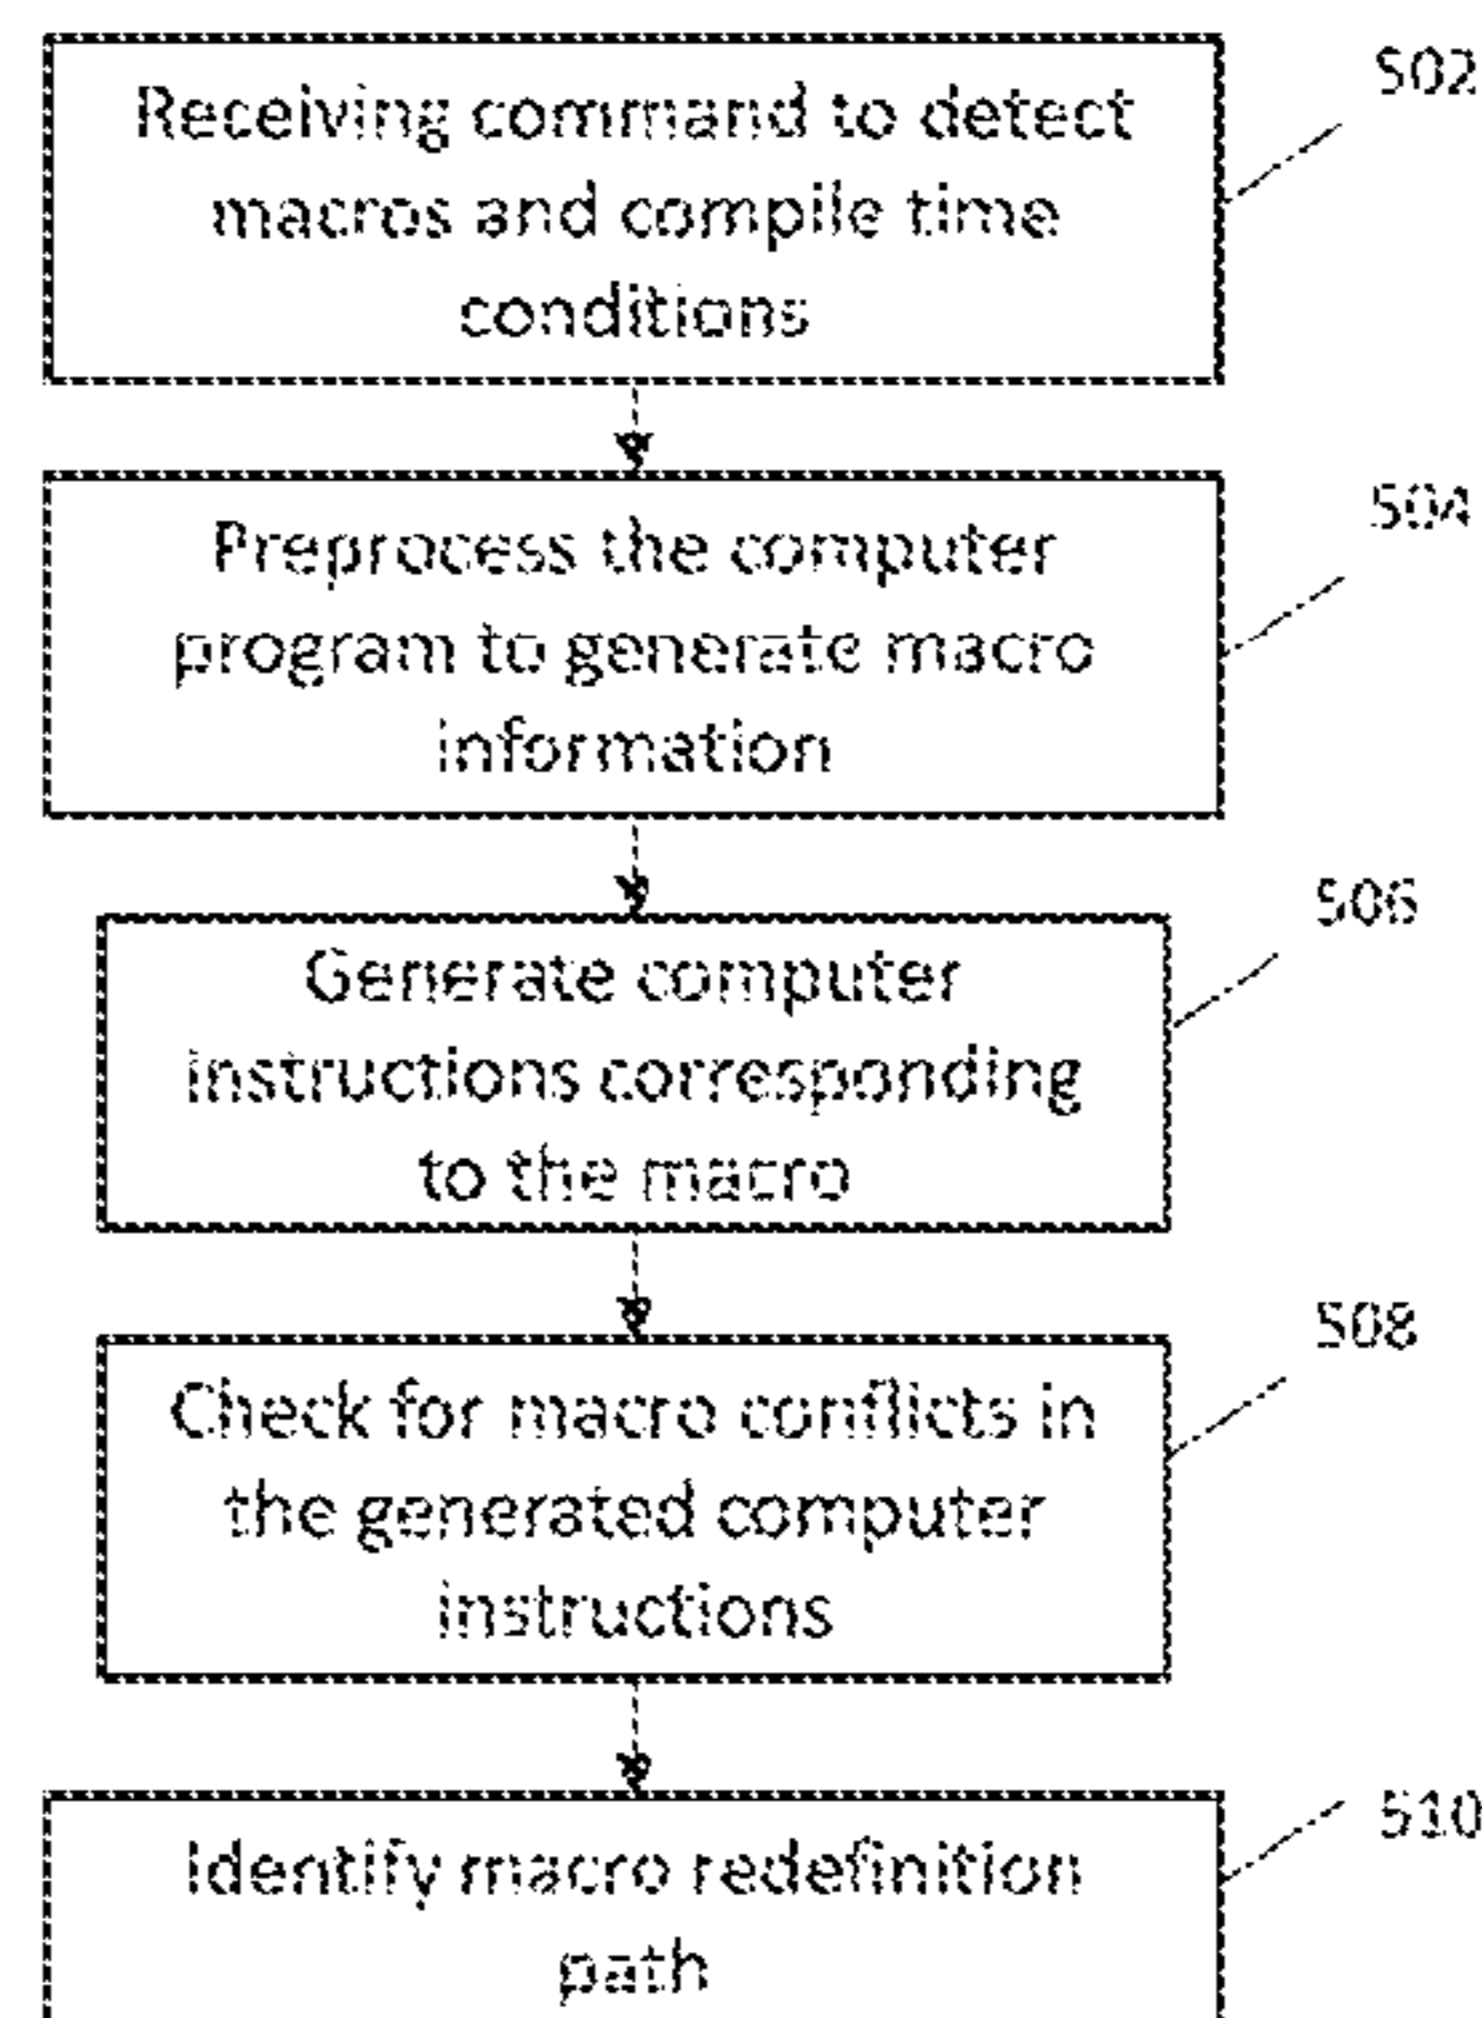 502
Receiving command to detect
macros and compile time
conditions
504
Preprocess the computer
program to generate macro
information
506
Generate computer
instructions corresponding
to the macro
508
Check for macro conflicts in
the generated computer
instructions
510
Identify macro redefinition
path